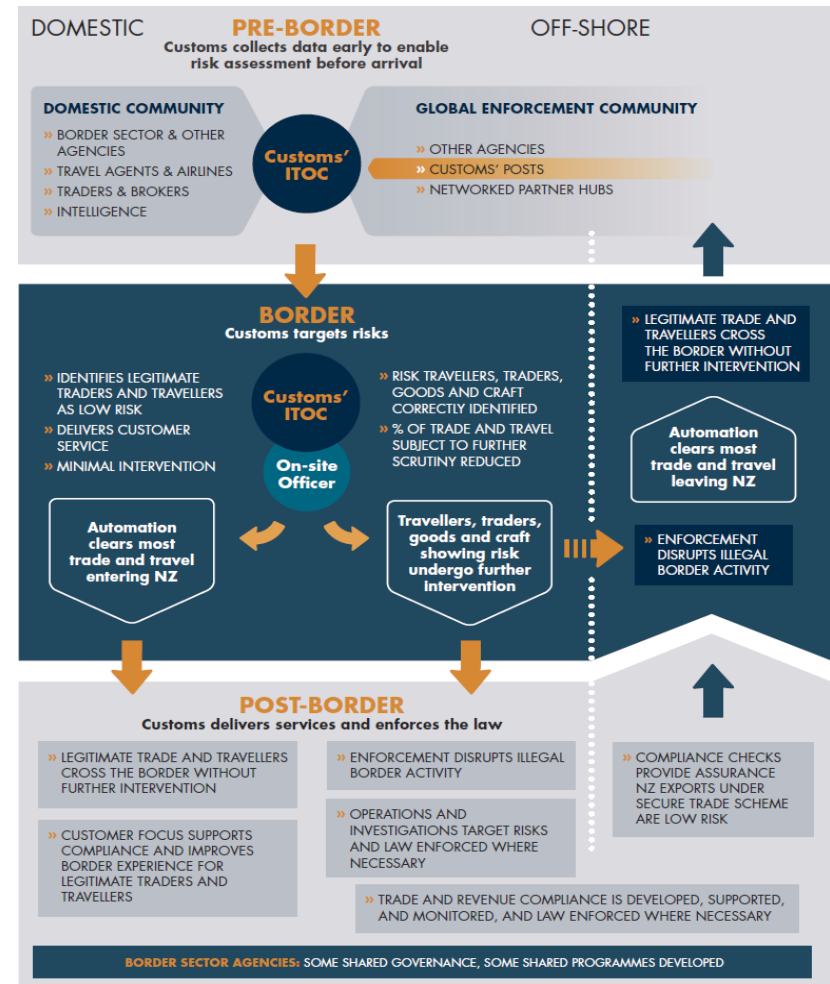 DOMESTIC
PRE-BORDER
OFF-SHORE
Customs collects data early to enable
risk assessment before arrival
DOMESTIC COMMUNITY
» BORDER SECTOR & OTHER
AGENCIES
» TRAVEL AGENTS & AIRLINES
» TRADERS & BROKERS
» INTELLIGENCE
Customs'
ITOC
GLOBAL ENFORCEMENT COMMUNITY
» OTHER AGENCIES
» CUSTOMS' POSTS
» NETWORKED PARTNER HUBS
BORDER
Customs targets risks
» IDENTIFIES LEGITIMATE
TRADERS AND TRAVELLERS
AS LOW RISK
» DELIVERS CUSTOMER
SERVICE
» MINIMAL INTERVENTION
Customs'
ITOC
On-site
Officer
» RISK TRAVELLERS, TRADERS,
GOODS AND CRAFT
CORRECTLY IDENTIFIED
» % OF TRADE AND TRAVEL
SUBJECT TO FURTHER
SCRUTINY REDUCED
Automation
clears most
trade and travel
entering NZ
Travellers, traders,
goods and craft
showing risk
undergo further
intervention
» LEGITIMATE TRADE AND
TRAVELLERS CROSS
THE BORDER WITHOUT
FURTHER INTERVENTION
Automation
clears most
trade and travel
leaving NZ
» ENFORCEMENT
DISRUPTS ILLEGAL
BORDER ACTIVITY
POST-BORDER
Customs delivers services and enforces the law
» LEGITIMATE TRADE AND TRAVELLERS
CROSS THE BORDER WITHOUT
FURTHER INTERVENTION
» CUSTOMER FOCUS SUPPORTS
COMPLIANCE AND IMPROVES
BORDER EXPERIENCE FOR
LEGITIMATE TRADERS AND
TRAVELLERS
» ENFORCEMENT DISRUPTS ILLEGAL
BORDER ACTIVITY
» OPERATIONS AND
INVESTIGATIONS TARGET RISKS
AND LAW ENFORCED WHERE
NECESSARY
» COMPLIANCE CHECKS
PROVIDE ASSURANCE
NZ EXPORTS UNDER
SECURE TRADE SCHEME
ARE LOW RISK
» TRADE AND REVENUE COMPLIANCE IS DEVELOPED, SUPPORTED,
AND MONITORED, AND LAW ENFORCED WHERE NECESSARY
BORDER SECTOR AGENCIES: SOME SHARED GOVERNANCE, SOME SHARED PROGRAMMES DEVELOPED